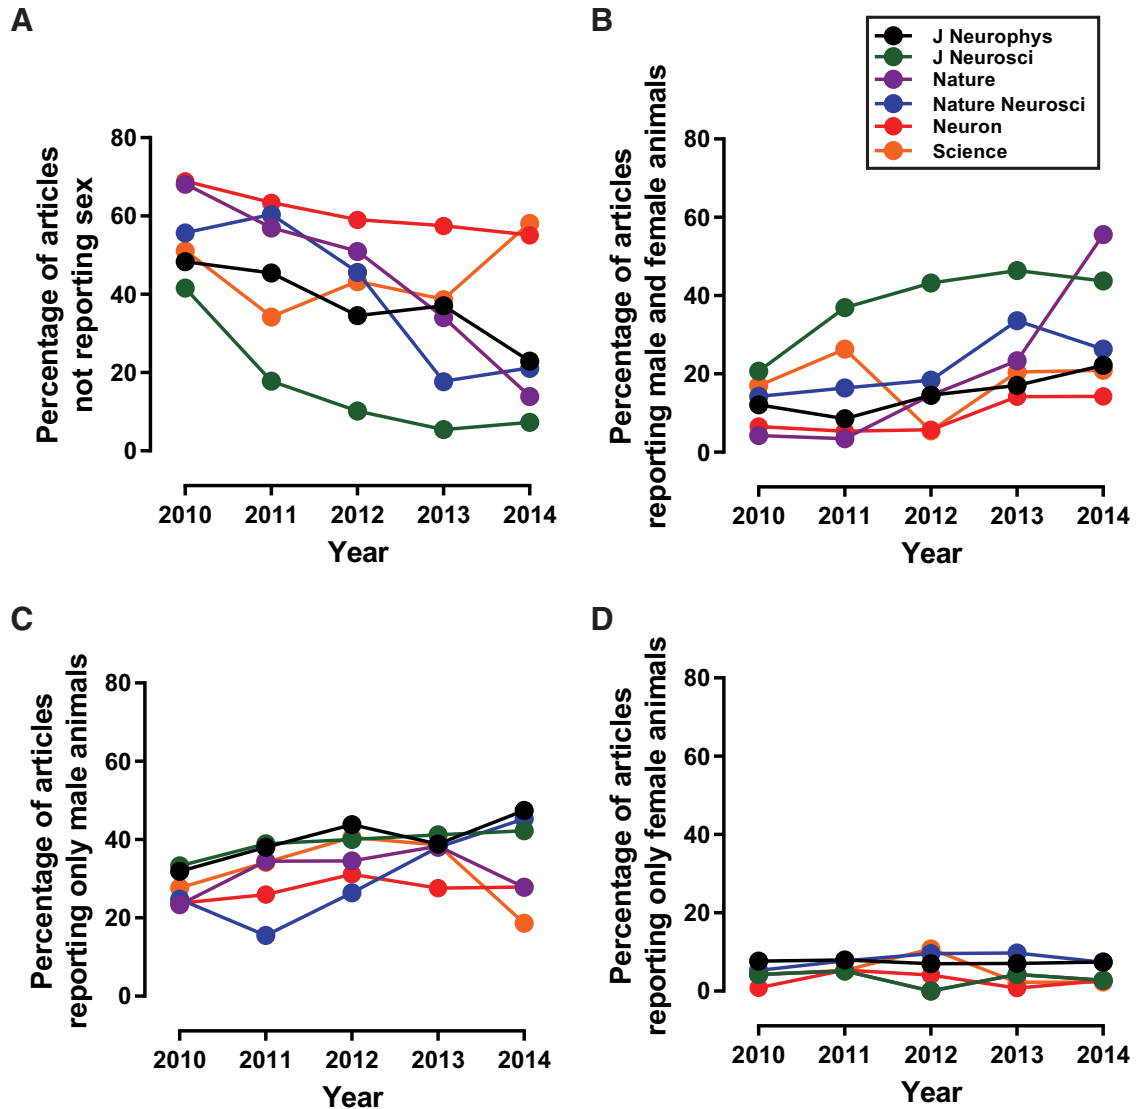 A
Percentage of articles
not reporting sex
80
60
40
20
0
2010 2011 2012 2013 2014
Year
B
J Neurophys
J Neurosci
Nature
Nature Neurosci
Neuron
Science
Percentage of articles
reporting male and female animals
80
60
40
20
0
2010 2011 2012 2013 2014
Year
C
Percentage of articles
reporting only male animals
80
60
40
20
0
2010 2011 2012 2013 2014
Year
D
Percentage of articles
reporting only female animals
80
60
40
20
0
2010 2011 2012 2013 2014
Year